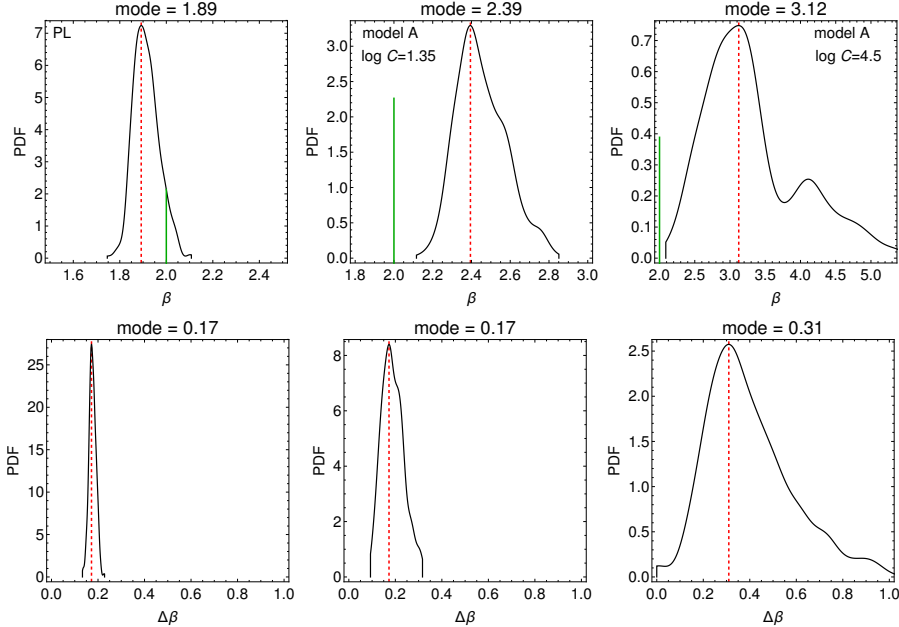 mode = 1.89
PL
PDF
7
6
5
4
3
2
1
0
1.6 1.8 2.0 2.2 2.4
β
mode = 2.39
model A
log C=1.35
PDF
3.0
2.5
2.0
1.5
1.0
0.5
0.0
1.8 2.0 2.2 2.4 2.6 2.8 3.0
β
mode = 3.12
model A
log C=4.5
PDF
0.7
0.6
0.5
0.4
0.3
0.2
0.1
0.0
2.0 2.5 3.0 3.5 4.0 4.5 5.0
β
mode = 0.17
PDF
25
20
15
10
5
0
0.0 0.2 0.4 0.6 0.8 1.0
Δβ
mode = 0.17
PDF
8
6
4
2
0
0.0 0.2 0.4 0.6 0.8 1.0
Δβ
mode = 0.31
PDF
2.5
2.0
1.5
1.0
0.5
0.0
0.0 0.2 0.4 0.6 0.8 1.0
Δβ